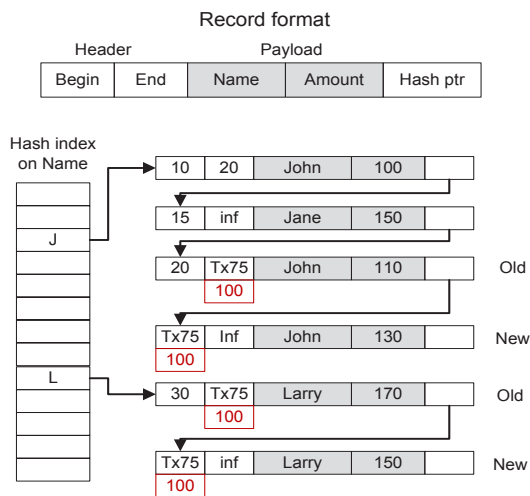 Record format
Header Payload
Begin End Name Amount Hash ptr
Hash index
on Name
10 20 John 100
15 inf Jane 150
J
20 Tx75 John 110 Old
100
Tx75 Inf John 130 New
100
L
30 Tx75 Larry 170 Old
100
Tx75 inf Larry 150 New
100